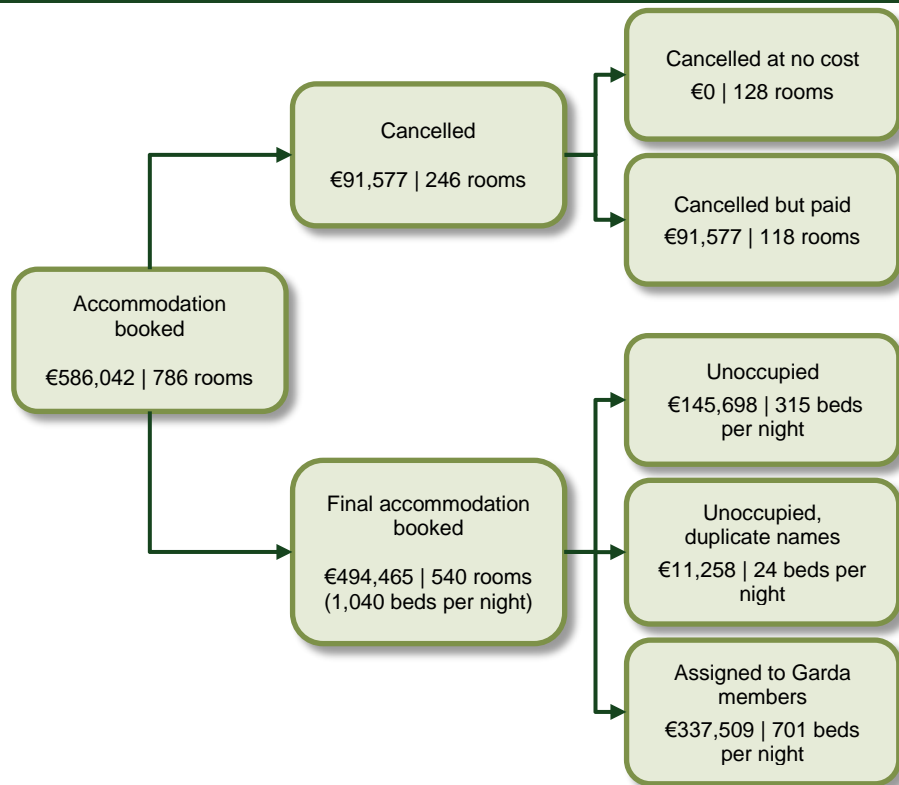 Cancelled at no cost
€0 | 128 rooms
Cancelled
€91,577 | 246 rooms
Cancelled but paid
€91,577 | 118 rooms
Accommodation
booked
€586,042 | 786 rooms
Unoccupied
€145,698 | 315 beds
per night
Final accommodation
booked
€494,465 | 540 rooms
(1,040 beds per night)
Unoccupied,
duplicate names
€11,258 | 24 beds per
night
Assigned to Garda
members
€337,509 | 701 beds
per night